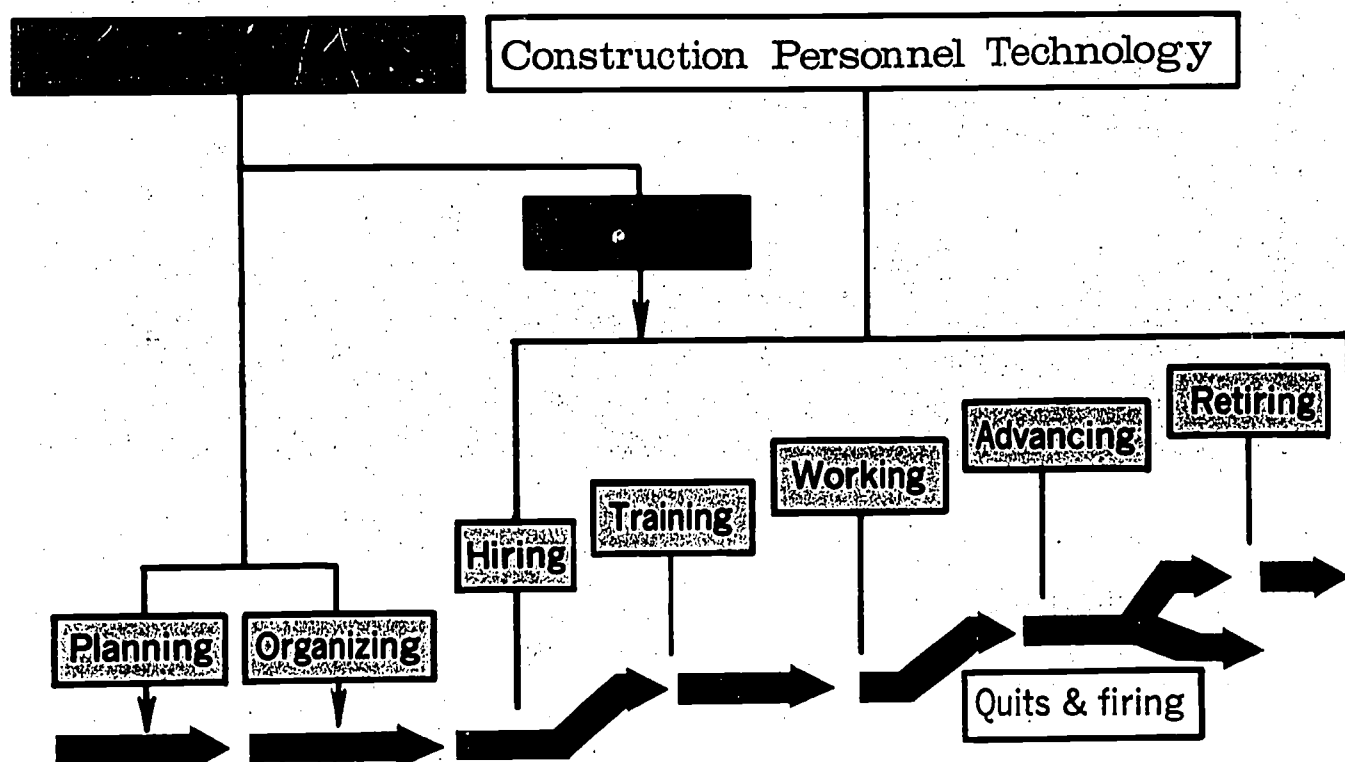 Construction Personnel Technology
Retiring
Advancing
Working
Training
Hiring
Planning
Organizing
Quits & firing